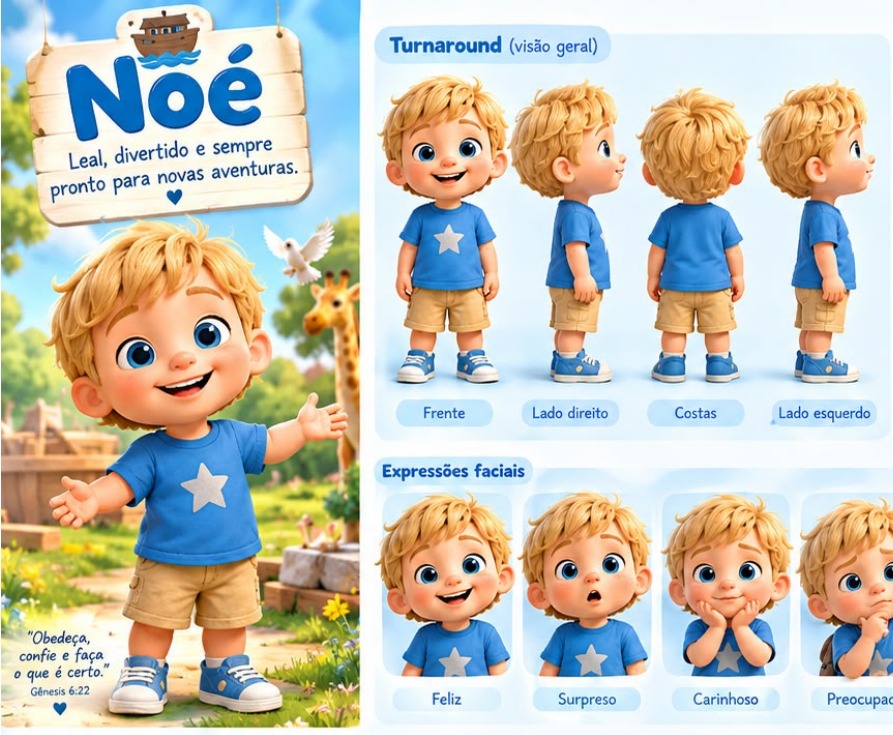 Noé
Leal, divertido e sempre
pronto para novas aventuras.
"Obedeça,
confie e faça
o que é certo."
Gênesis 6:22
Turnaround (visão geral)
Frente
Lado direito
Costas
Lado esquerdo
Expressões faciais
Feliz
Surpreso
Carinhoso
Preocupac